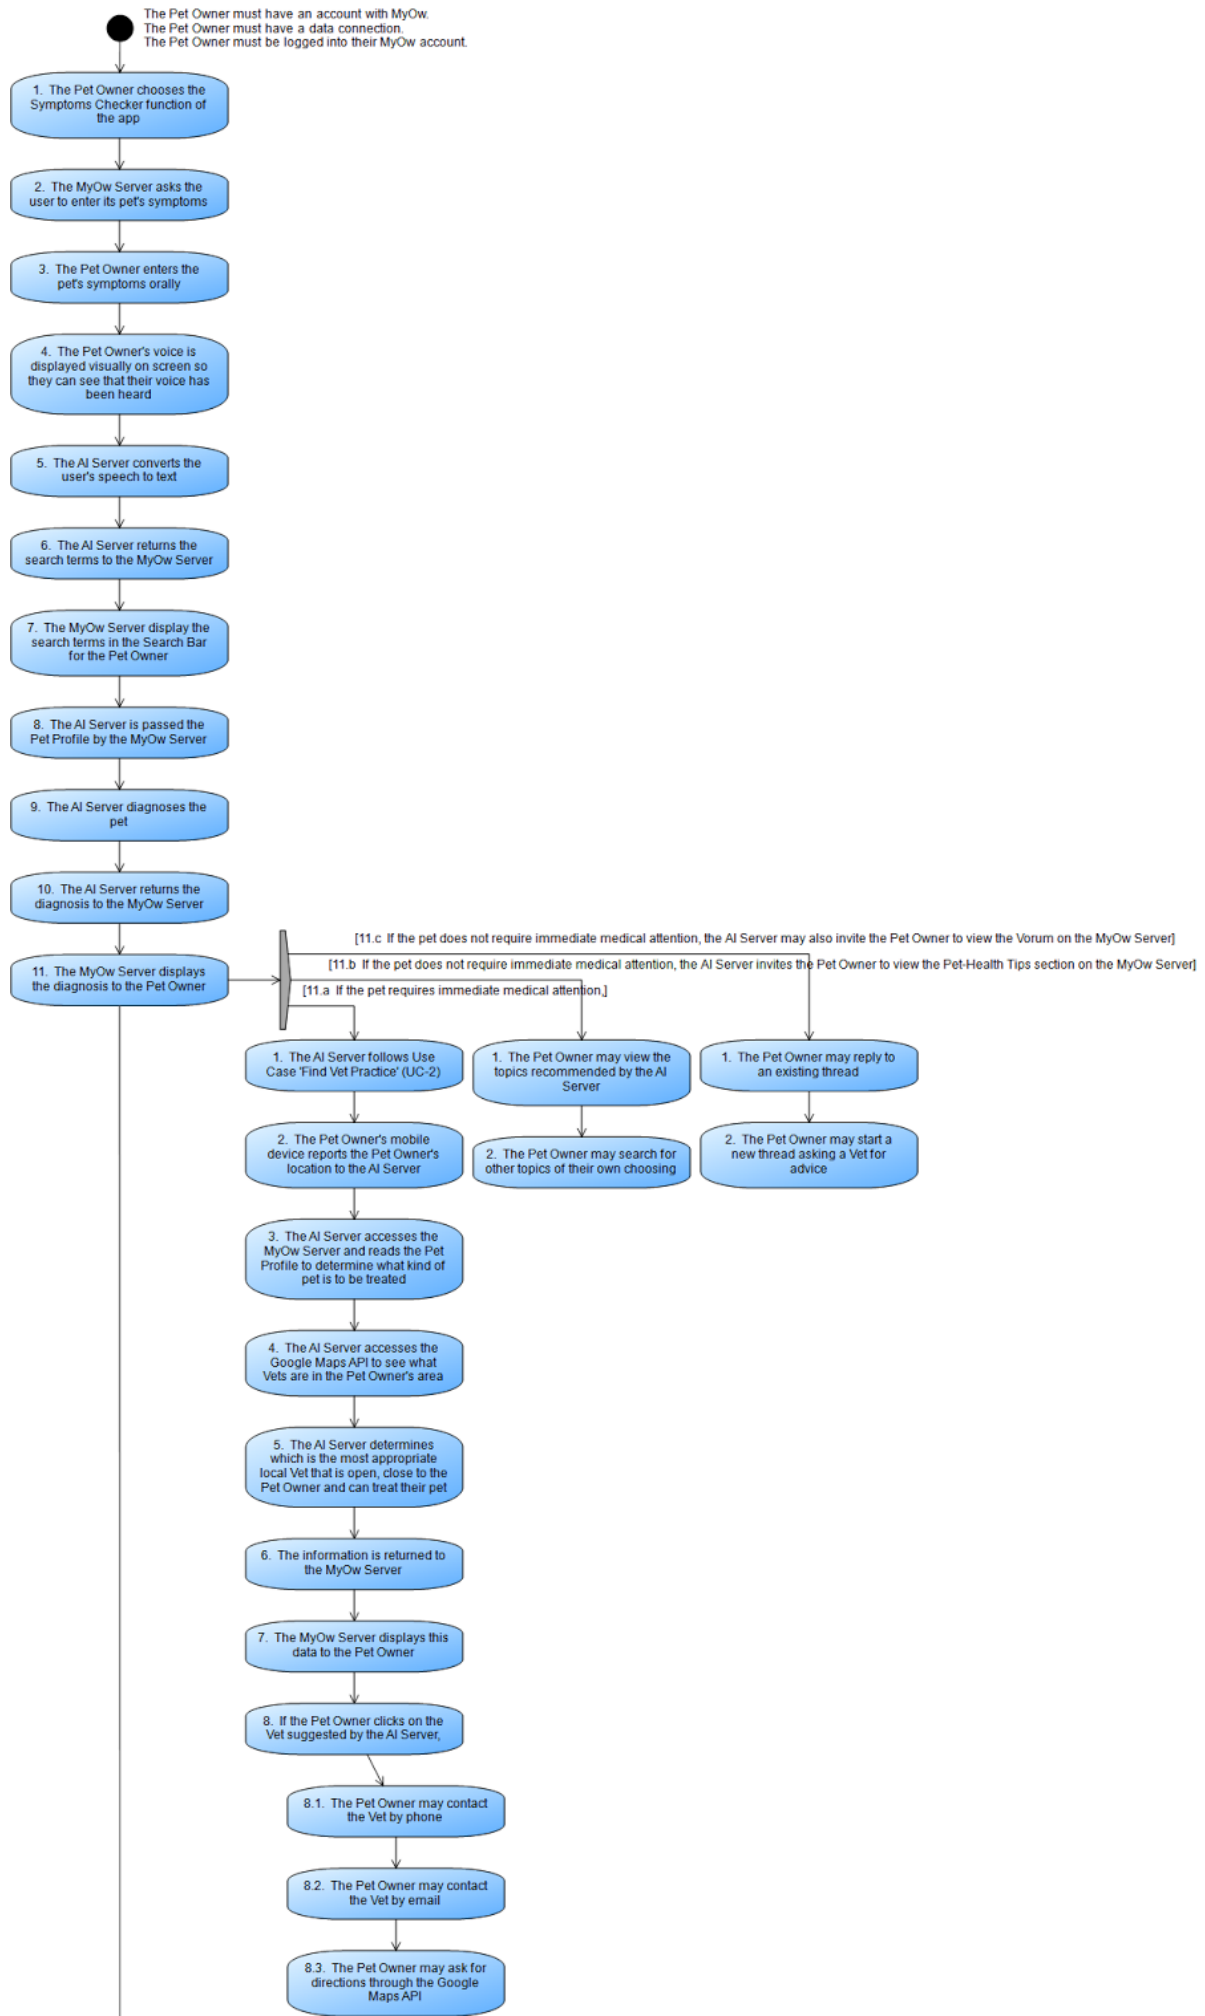 The Pet Owner must have an account with MyOw.
The Pet Owner must have a data connection.
The Pet Owner must be logged into their MyOw account.
1. The Pet Owner chooses the
Symptoms Checker function of
the app
2. The MyOw Server asks the
user to enter its pet's symptoms
3. The Pet Owner enters the
pet's symptoms orally
4. The Pet Owner's voice is
displayed visually on screen so
they can see that their voice has
been heard
5. The AI Server converts the
user's speech to text
6. The AI Server returns the
search terms to the MyOw Server
7. The MyOw Server display the
search terms in the Search Bar
for the Pet Owner
8. The AI Server is passed the
Pet Profile by the MyOw Server
9. The AI Server diagnoses the
pet
10. The AI Server returns the
diagnosis to the MyOw Server
11. The MyOw Server displays
the diagnosis to the Pet Owner
[11.c If the pet does not require immediate medical attention, the AI Server may also invite the Pet Owner to view the Vorum on the MyOw Server]
[11.b If the pet does not require immediate medical attention, the AI Server invites the Pet Owner to view the Pet-Health Tips section on the MyOw Server]
[11.a If the pet requires immediate medical attention,]
1. The AI Server follows Use
Case 'Find Vet Practice' (UC-2)
2. The Pet Owner's mobile
device reports the Pet Owner's
location to the AI Server
3. The AI Server accesses the
MyOw Server and reads the Pet
Profile to determine what kind of
pet is to be treated
4. The AI Server accesses the
Google Maps API to see what
Vets are in the Pet Owner's area
5. The AI Server determines
which is the most appropriate
local Vet that is open, close to the
Pet Owner and can treat their pet
6. The information is returned to
the MyOw Server
7. The MyOw Server displays this
data to the Pet Owner
8. If the Pet Owner clicks on the
Vet suggested by the AI Server,
8.1. The Pet Owner may contact
the Vet by phone
8.2. The Pet Owner may contact
the Vet by email
8.3. The Pet Owner may ask for
directions through the Google
Maps API
1. The Pet Owner may view the
topics recommended by the AI
Server
2. The Pet Owner may search for
other topics of their own choosing
1. The Pet Owner may reply to
an existing thread
2. The Pet Owner may start a
new thread asking a Vet for
advice